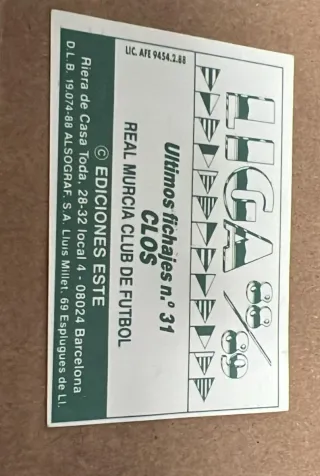 LIGA 88/89
LIC. AFE 9454.2.88
Ultimos fichajes n.° 31
CLOS
REAL MURCIA CLUB DE FUTBOL
© EDICIONES ESTE
Riera de Casa Toda, 28-32 local 4 - 08024 Barcelona
D.L.B. 19.074-88 ALSOGRAF, S.A. Lluis Millet, 69 Esplugues de Ll.